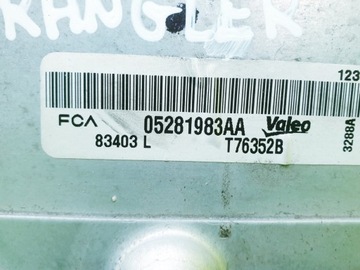 RANGLER
123
FCA 05281983AA Valeo
83403 L T76352B
3288A